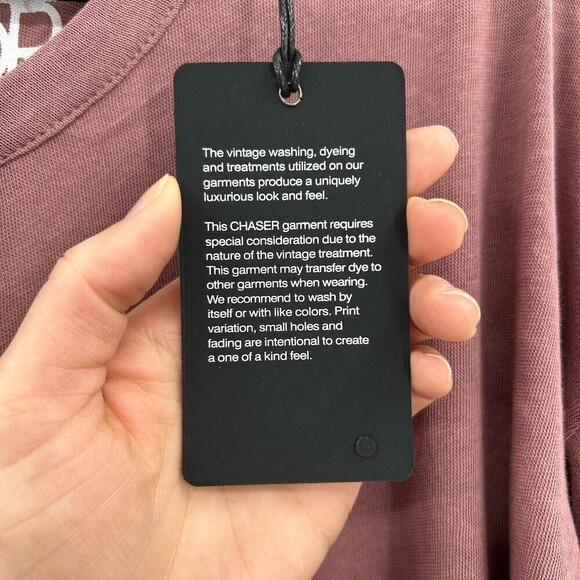 The vintage washing, dyeing
and treatments utilized on our
garments produce a uniquely
luxurious look and feel.
This CHASER garment requires
special consideration due to the
nature of the vintage treatment.
This garment may transfer dye to
other garments when wearing.
We recommend to wash by
itself or with like colors. Print
variation, small holes and
fading are intentional to create
a one of a kind feel.